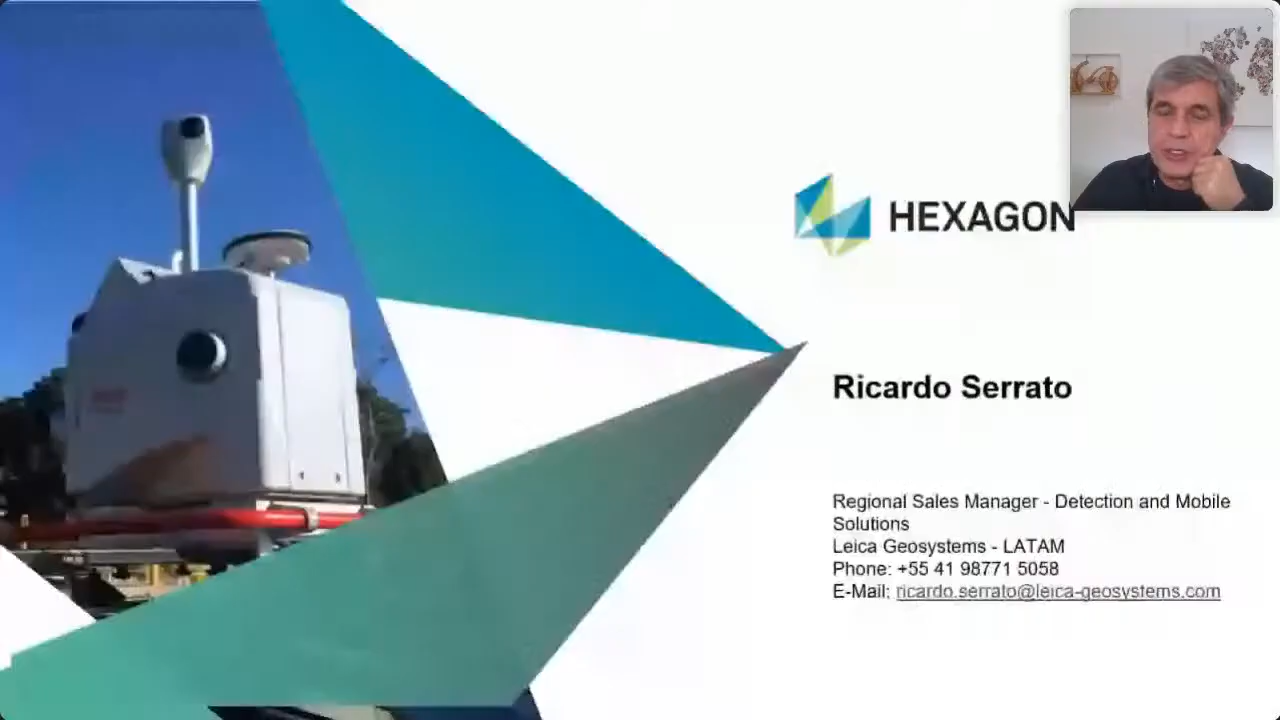 HEXAGON
Ricardo Serrato
Regional Sales Manager - Detection and Mobile
Solutions
Leica Geosystems - LATAM
Phone: +55 41 98771 5058
E-Mail: ricardo.serrato@leica-geosystems.com